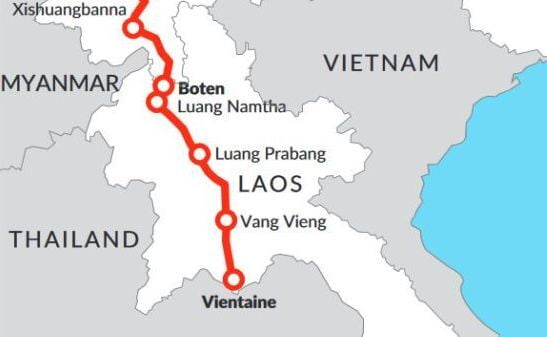 Xishuangbanna
VIETNAM
MYANMAR
Boten
Luang Namtha
Luang Prabang
LAOS
Vang Vieng
THAILAND
Vientaine